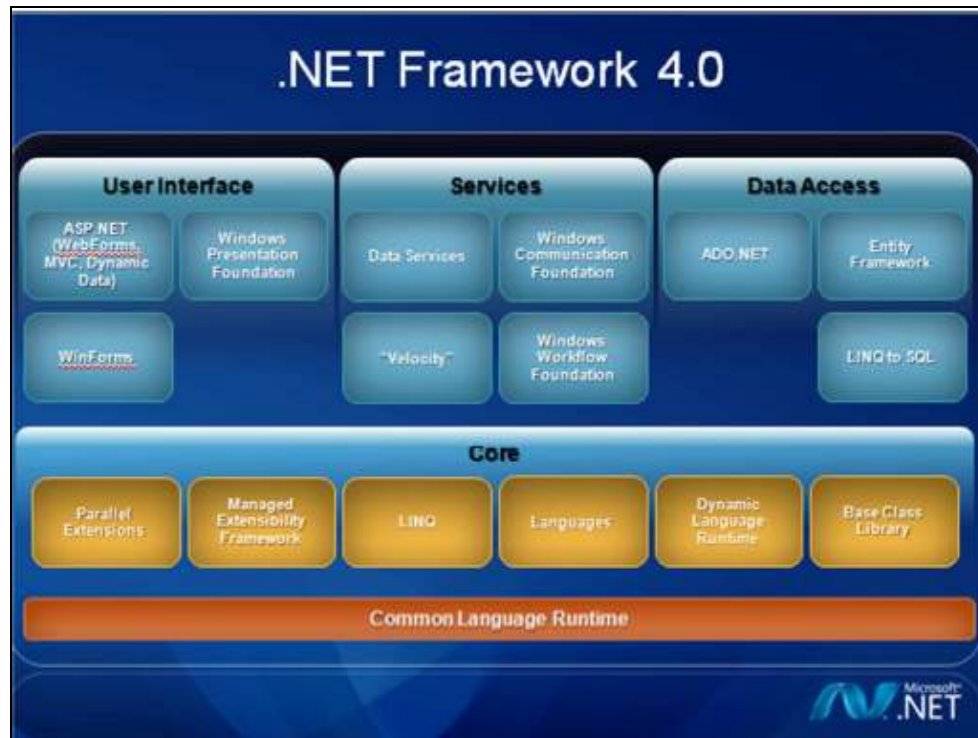 .NET Framework 4.0
User Interface
ASP.NET
(WebForms,
MVC, Dynamic
Data)
Windows
Presentation
Foundation
WinForms
Services
Data Services
Windows
Communication
Foundation
"Velocity"
Windows
Workflow
Foundation
Data Access
ADO.NET
Entity
Framework
LINQ to SQL
Core
Parallel
Extensions
Managed
Extensibility
Framework
LINQ
Languages
Dynamic
Language
Runtime
Base Class
Library
Common Language Runtime
Microsoft
.NET